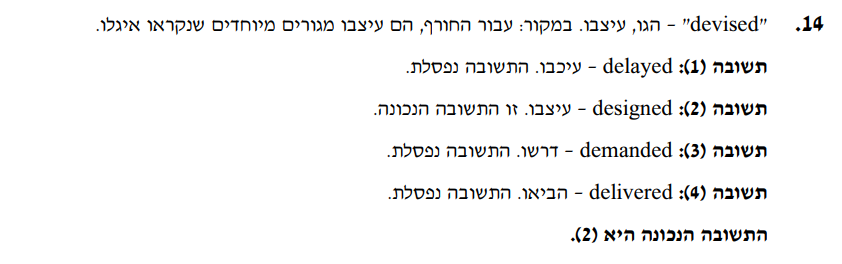 14. "devised" – הגו, עיצבו. במקור: עבור החורף, הם עיצבו מגורים מיוחדים שנקראו איגלו.
תשובה (1): delayed – עיכבו. התשובה נפסלת.
תשובה (2): designed – עיצבו. זו התשובה הנכונה.
תשובה (3): demanded – דרשו. התשובה נפסלת.
תשובה (4): delivered – הביאו. התשובה נפסלת.
התשובה הנכונה היא (2).